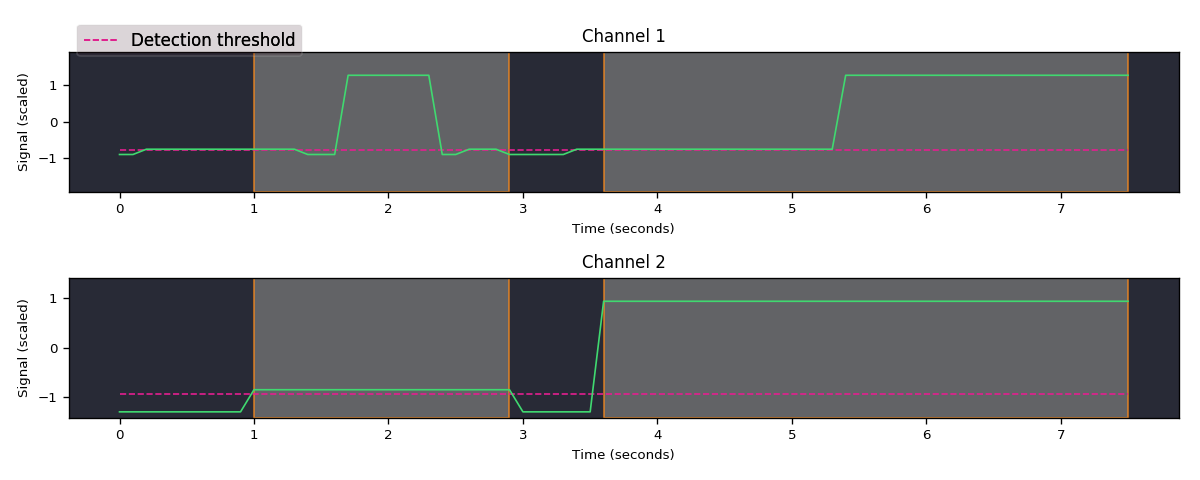 Detection threshold
Channel 1
Signal (scaled)
1
0
−1
0 1 2 3 4 5 6 7
Time (seconds)
Channel 2
Signal (scaled)
1
0
−1
0 1 2 3 4 5 6 7
Time (seconds)